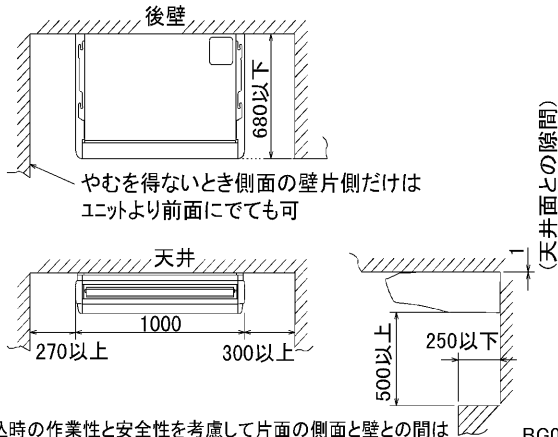 後壁
680以下
やむを得ないとき側面の壁片側だけは
ユニットより前面にでても可
(天井面との隙間)
1
天井
1000
270以上
300以上
500以上
250以下
時の作業性と安全性を考慮して片面の側面と壁との間は